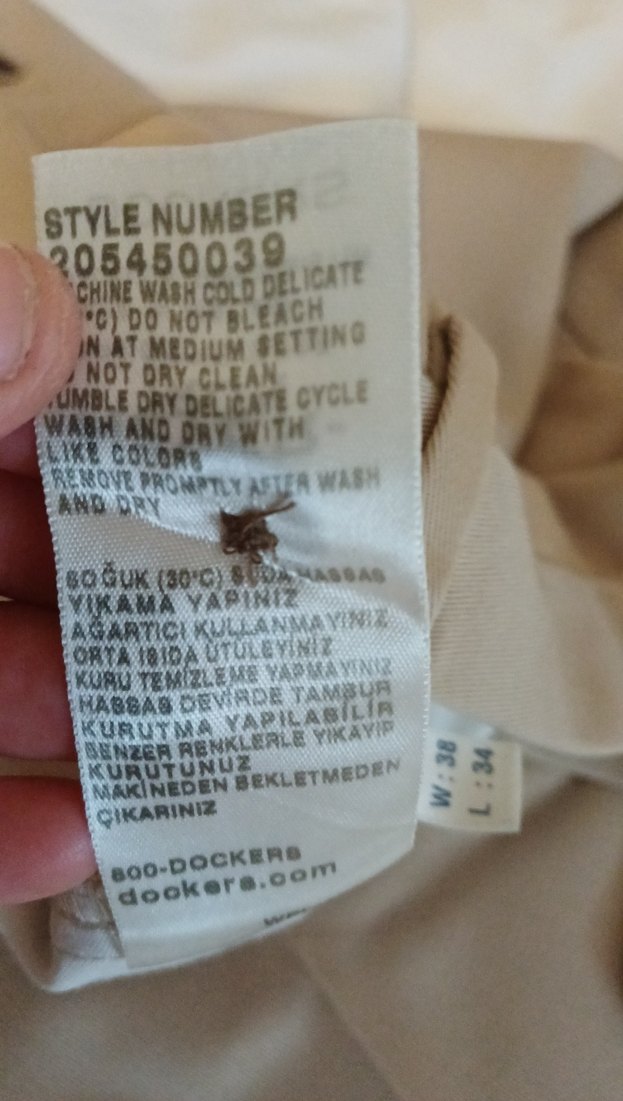 STYLE NUMBER
205450039
CHINE WASH COLD DELICATE
°C) DO NOT BLEACH
N AT MEDIUM SETTING
NOT DRY CLEAN
TUMBLE DRY DELICATE CYCLE
WASH AND DRY WITH
LIKE COLORS
REMOVE PROMPTLY AFTER WASH
AND DRY
SOĞUK (30°C) SUDA HASSAS
YIKAMA YAPINIZ
AĞARTICI KULLANMAYINIZ
ORTA ISIDA ÜTÜLEYİNİZ
KURU TEMİZLEME YAPMAYINIZ
HASSAS DEVİRDE TAMBUR
KURUTMA YAPILABİLİR
BENZER RENKLERLE YIKAYIP
KURUTUNUZ
MAKİNEDEN BEKLETMEDEN
ÇIKARINIZ
800-DOCKERS
dockers.com
W: 38
L: 34